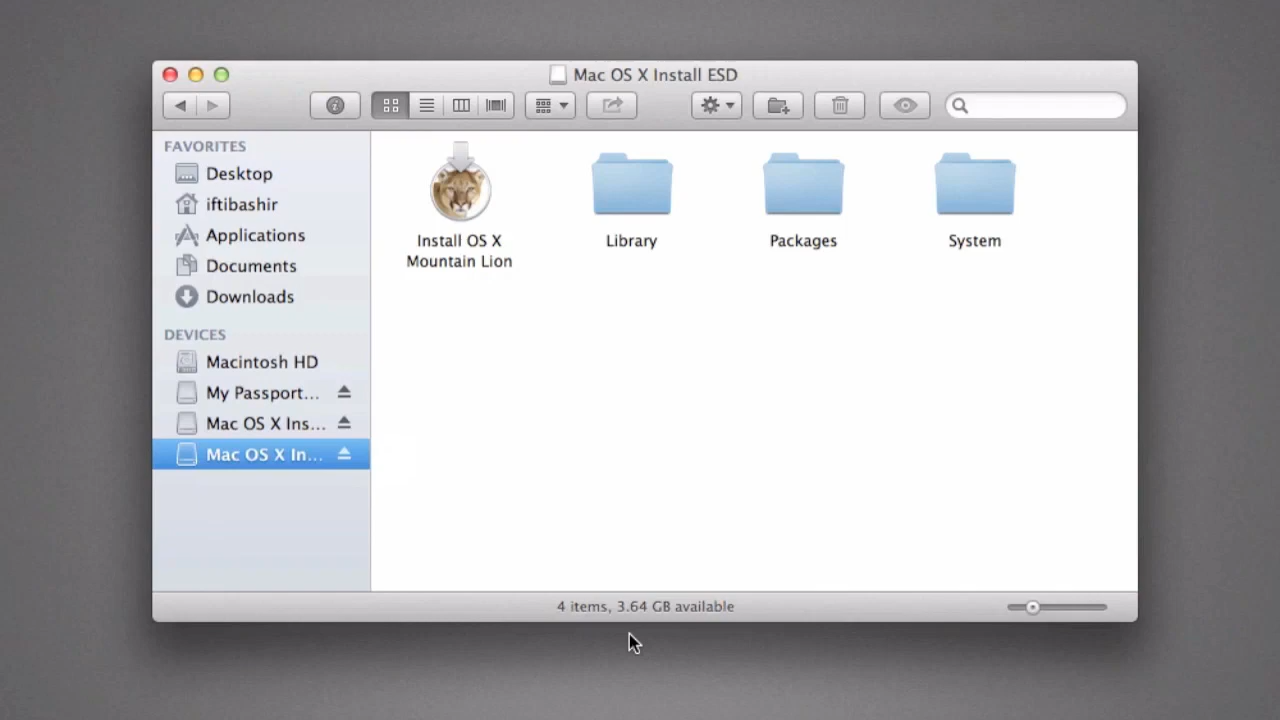 Mac OS X Install ESD
FAVORITES
Desktop
iftibashir
Applications
Documents
Downloads
DEVICES
Macintosh HD
My Passport...
Mac OS X Ins...
Mac OS X In...
Install OS X
Mountain Lion
Library
Packages
System
4 items, 3.64 GB available